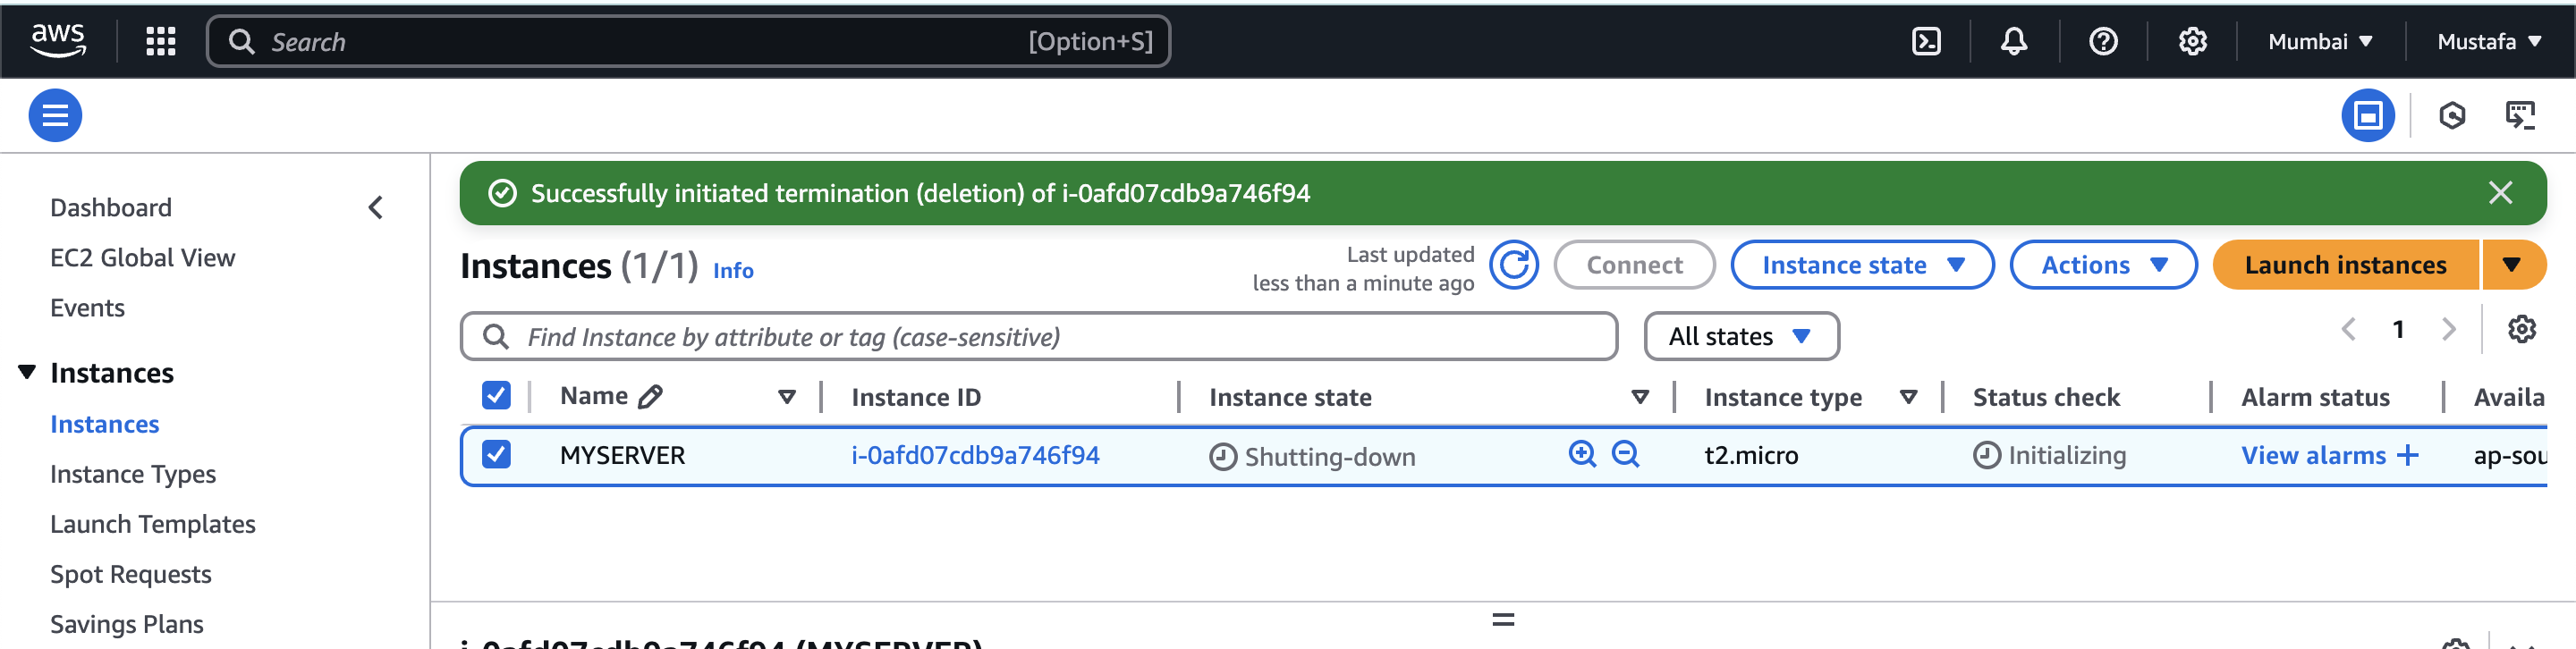 aws
Search
[Option+S]
Mumbai
Mustafa
Dashboard
EC2 Global View
Events
Instances
Instances
Instance Types
Launch Templates
Spot Requests
Savings Plans
Successfully initiated termination (deletion) of i-0afd07cdb9a746f94
Instances (1/1) Info
Last updated
less than a minute ago
Connect
Instance state
Actions
Launch instances
Find Instance by attribute or tag (case-sensitive)
All states
1
Name Instance ID Instance state Instance type Status check Alarm status Availa
MYSERVER i-0afd07cdb9a746f94 Shutting-down t2.micro Initializing View alarms + ap-sou
i-0afd07cdb9a746f94 (MYSERVER)